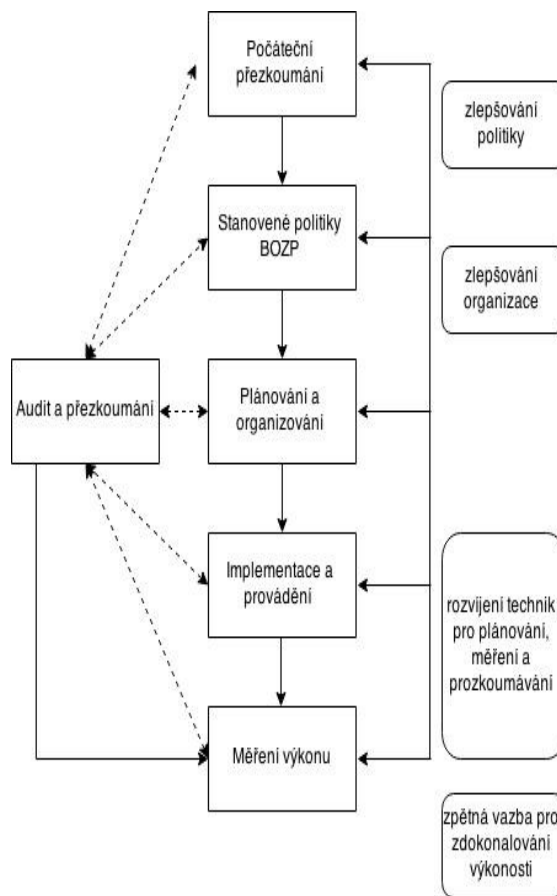 Počáteční
přezkoumání
zlepšování
politiky
Stanovené politiky
BOZP
zlepšování
organizace
Audit a přezkoumání
Plánování a
organizování
Implementace a
provádění
rozvíjení technik
pro plánování,
měření a
prozkoumávání
Měření výkonu
zpětná vazba pro
zdokonalování
výkonosti